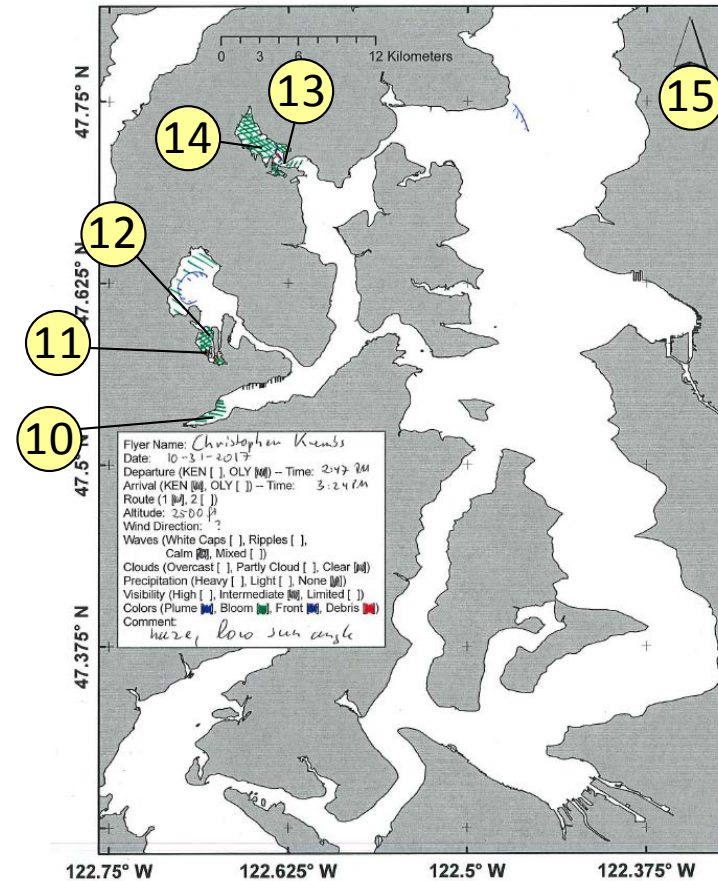 0 3 6 12 Kilometers
13
15
14
47.75° N
12
47.625° N
11
10
47.5° N
Flyer Name: Christopher Krembs
Date: 10-31-2017
Departure (KEN [ ], OLY [ ]) -- Time: 2:47 PM
Arrival (KEN [ ], OLY [ ]) -- Time: 3:24 PM
Route (1 [ ], 2 [ ])
Altitude: 2500 ft
Wind Direction: ?
Waves (White Caps [ ], Ripples [ ],
Calm [ ], Mixed [ ])
Clouds (Overcast [ ], Partly Cloud [ ], Clear [ ])
Precipitation (Heavy [ ], Light [ ], None [ ])
Visibility (High [ ], Intermediate [ ], Limited [ ])
Colors (Plume [ ], Bloom [ ], Front [ ], Debris [ ])
Comment:
haze, low sun angle
47.375° N
122.75° W 122.625° W 122.5° W 122.375° W